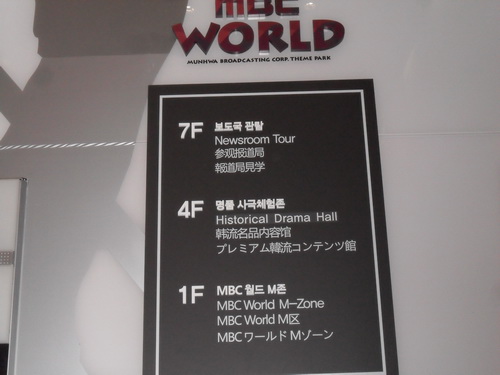 MBC
WORLD
MUNHWA BROADCASTING CORP. THEME PARK
7F 보도국 관람
Newsroom Tour
参观报道局
報道局見学
4F 명품 사극체험존
Historical Drama Hall
韩流名品内容馆
プレミアム韓流コンテンツ館
1F MBC 월드 M존
MBC World M-Zone
MBC World M区
MBCワールド Mゾーン